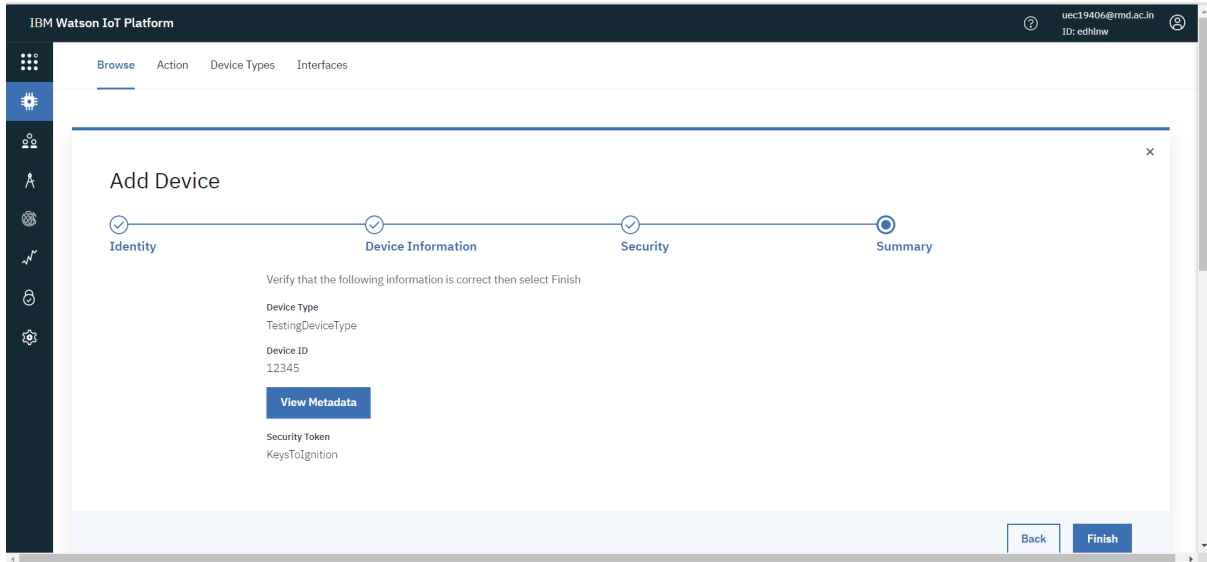 IBM Watson IoT Platform
uec19406@rmd.ac.in
ID: edhlnw
Browse Action Device Types Interfaces
Add Device
Identity Device Information Security Summary
Verify that the following information is correct then select Finish
Device Type
TestingDeviceType
Device ID
12345
View Metadata
Security Token
KeysToIgnition
Back Finish